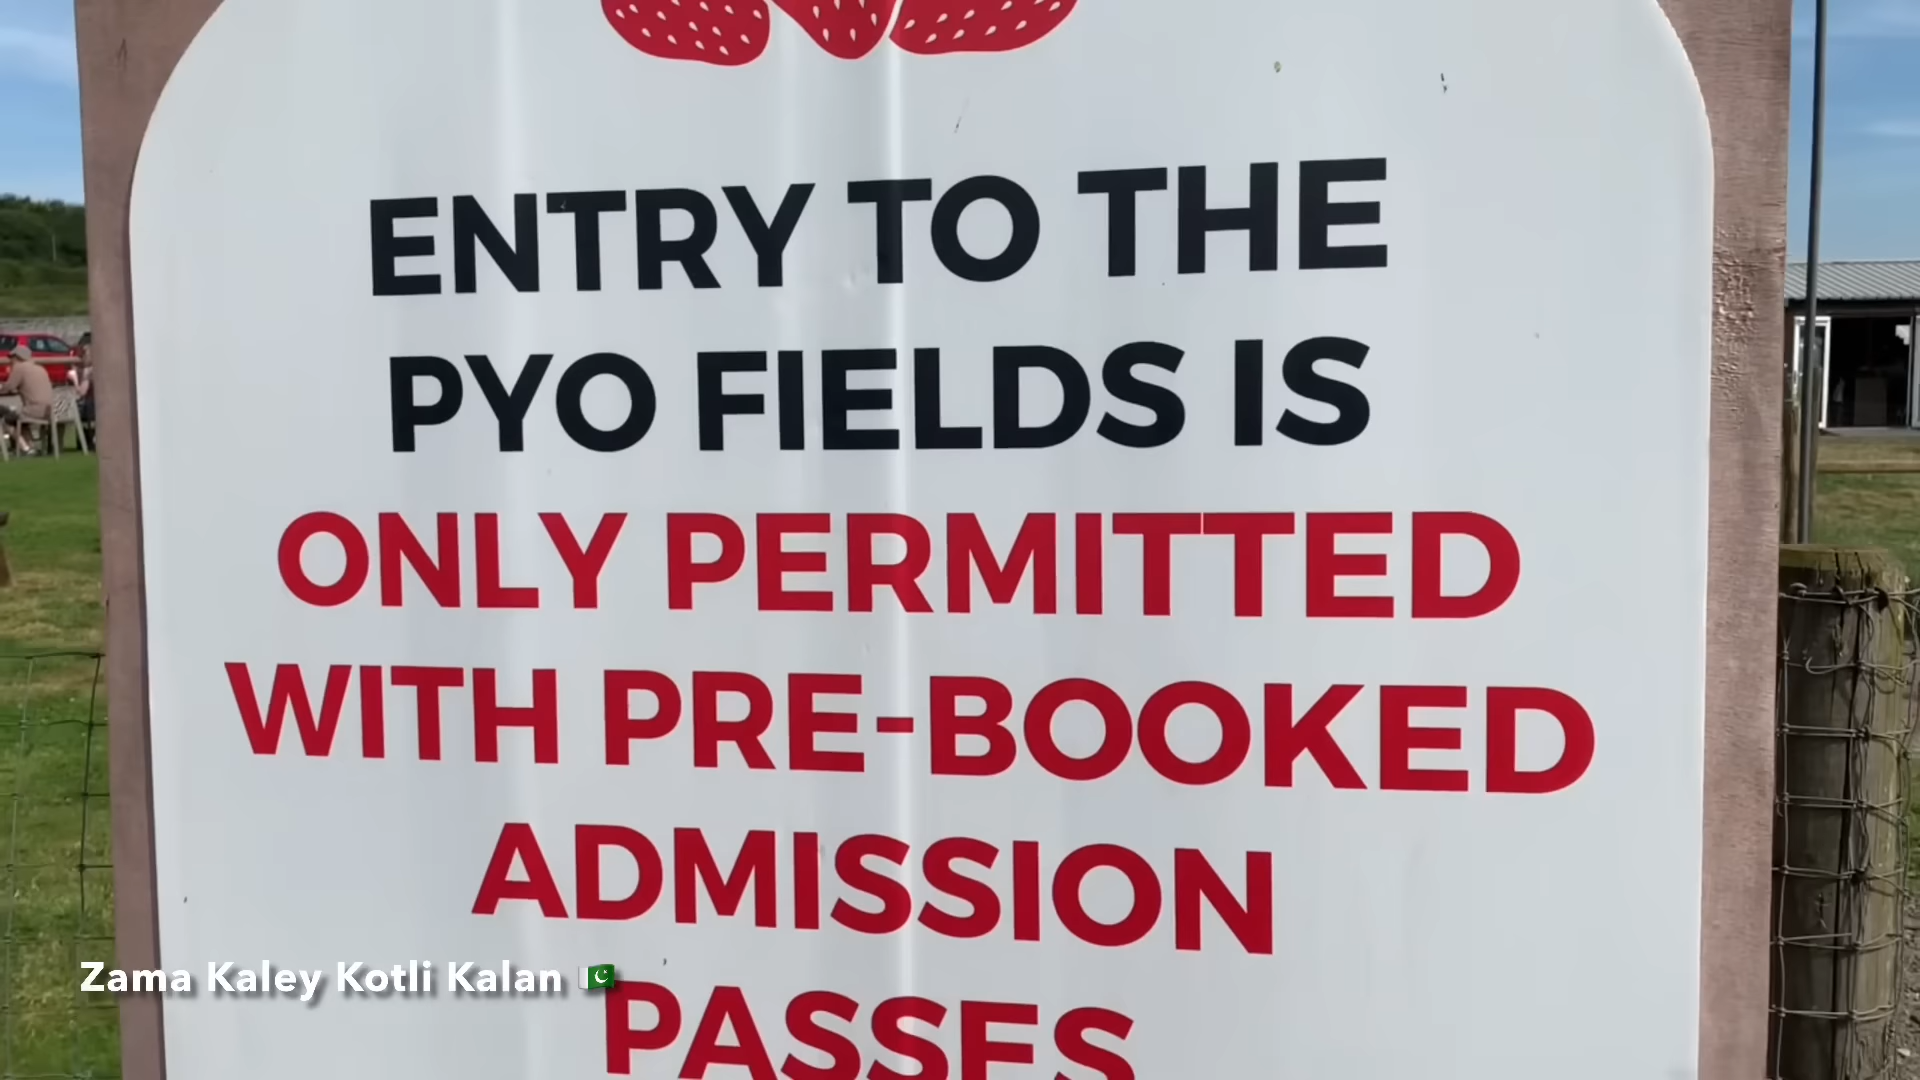 ENTRY TO THE
PYO FIELDS IS
ONLY PERMITTED
WITH PRE-BOOKED
ADMISSION
PASSES
Zama Kaley Kotli Kalan 🇵🇰